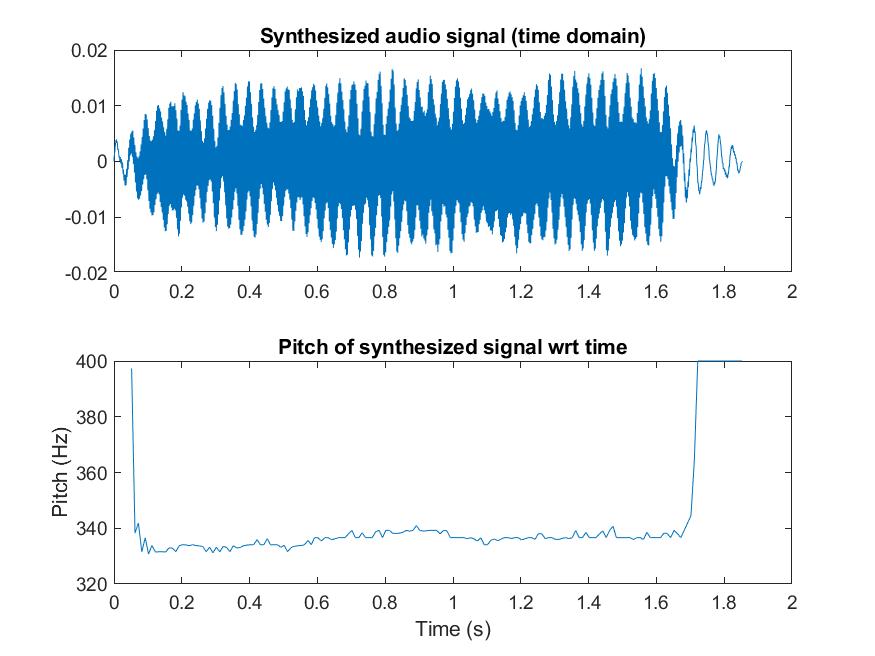 Synthesized audio signal (time domain)
0.02
0.01
0
-0.01
-0.02
0 0.2 0.4 0.6 0.8 1 1.2 1.4 1.6 1.8 2
Pitch of synthesized signal wrt time
400
380
360
340
320
Pitch (Hz)
0 0.2 0.4 0.6 0.8 1 1.2 1.4 1.6 1.8 2
Time (s)